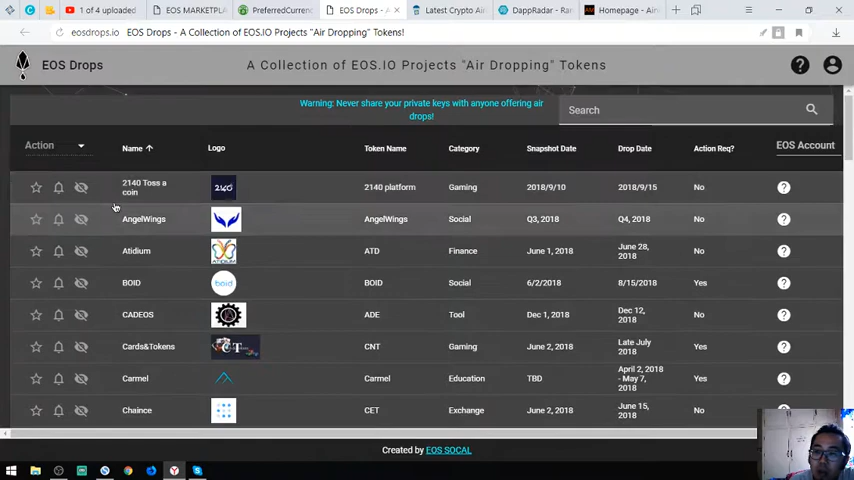 1 of 4 uploaded
EOS MARKETPLA
PreferredCurren
EOS Drops -
Latest Crypto Air
DappRadar - Ran
Homepage - Air
eosdrops.io EOS Drops - A Collection of EOS.IO Projects "Air Dropping" Tokens!
EOS Drops
A Collection of EOS.IO Projects "Air Dropping" Tokens
Warning: Never share your private keys with anyone offering air
drops!
Search
Action
Name
Logo
Token Name
Category
Snapshot Date
Drop Date
Action Req?
EOS Account
2140 Toss a
coin
2140
2140 platform
Gaming
2018/9/10
2018/9/15
No
AngelWings
AngelWings
Social
Q3, 2018
Q4, 2018
No
Atidium
ATIDIUM
ATD
Finance
June 1, 2018
June 28,
2018
No
BOID
boid
BOID
Social
6/2/2018
8/15/2018
Yes
CADEOS
ADE
Tool
Dec 1, 2018
Dec 12,
2018
No
Cards&Tokens
CT
CNT
Gaming
June 2, 2018
Late July
2018
Yes
Carmel
Carmel
Education
TBD
April 2, 2018
- May 7,
2018
Yes
Chaince
CET
Exchange
June 2, 2018
June 15,
2018
No
Created by EOS SOCAL